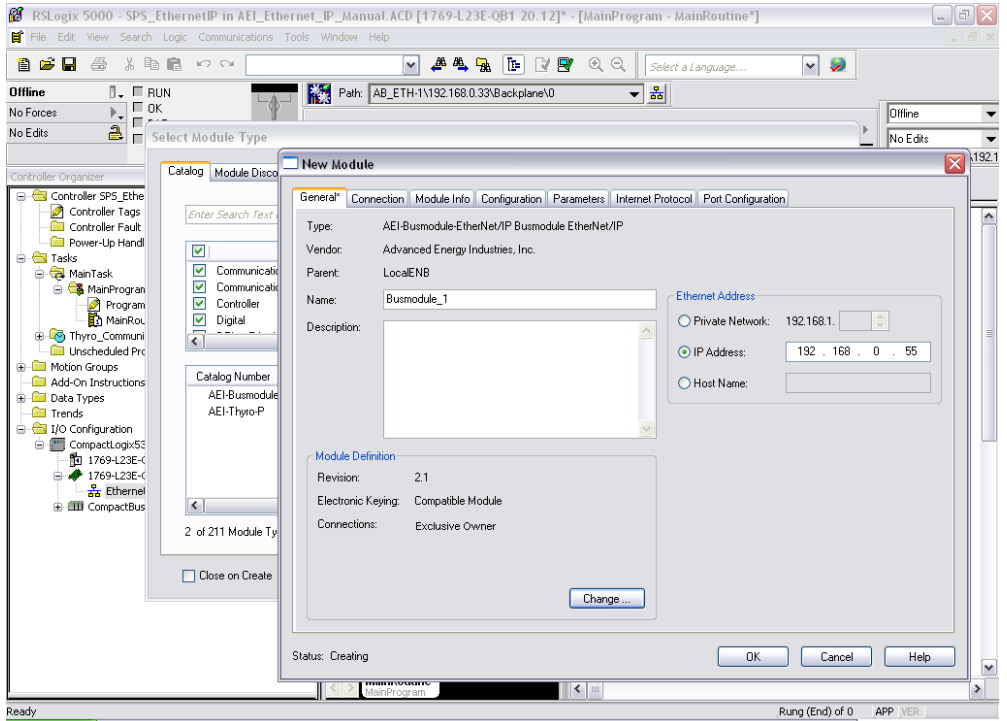 RSLogix 5000 - SPS_EthernetIP in AEI_Ethernet_IP_Manual.ACD [1769-L23E-QB1 20.12]* - [MainProgram - MainRoutine*]
File Edit View Search Logic Communications Tools Window Help
Select a Language...
Offline
RUN
Path: AB_ETH-1\192.168.0.33\Backplane\0
No Forces
OK
Offline
No Edits
No Edits
Select Module Type
\192.1
Controller Organizer
Catalog
Module Disco
New Module
Controller SPS_Ethe
Controller Tags
Controller Fault
Power-Up Handl
Tasks
MainTask
MainProgran
Program
MainRou
Thyro_Communi
Unscheduled Prc
Motion Groups
Add-On Instructions
Data Types
Trends
I/O Configuration
CompactLogix53
1769-L23E-
1769-L23E-
Ethernet
CompactBus
Enter Search Text
Communicatio
Communicatio
Controller
Digital
Catalog Number
AEI-Busmodule
AEI-Thyro-P
2 of 211 Module Ty
Close on Create
General* Connection Module Info Configuration Parameters Internet Protocol Port Configuration
Type: AEI-Busmodule-EtherNet/IP Busmodule EtherNet/IP
Vendor: Advanced Energy Industries, Inc.
Parent: LocalENB
Name: Busmodule_1
Description:
Ethernet Address
Private Network: 192.168.1.
IP Address: 192 . 168 . 0 . 55
Host Name:
Module Definition
Revision: 2.1
Electronic Keying: Compatible Module
Connections: Exclusive Owner
Change ...
Status: Creating
OK Cancel Help
MainRoutine
MainProgram
Ready
Rung (End) of 0 APP VER